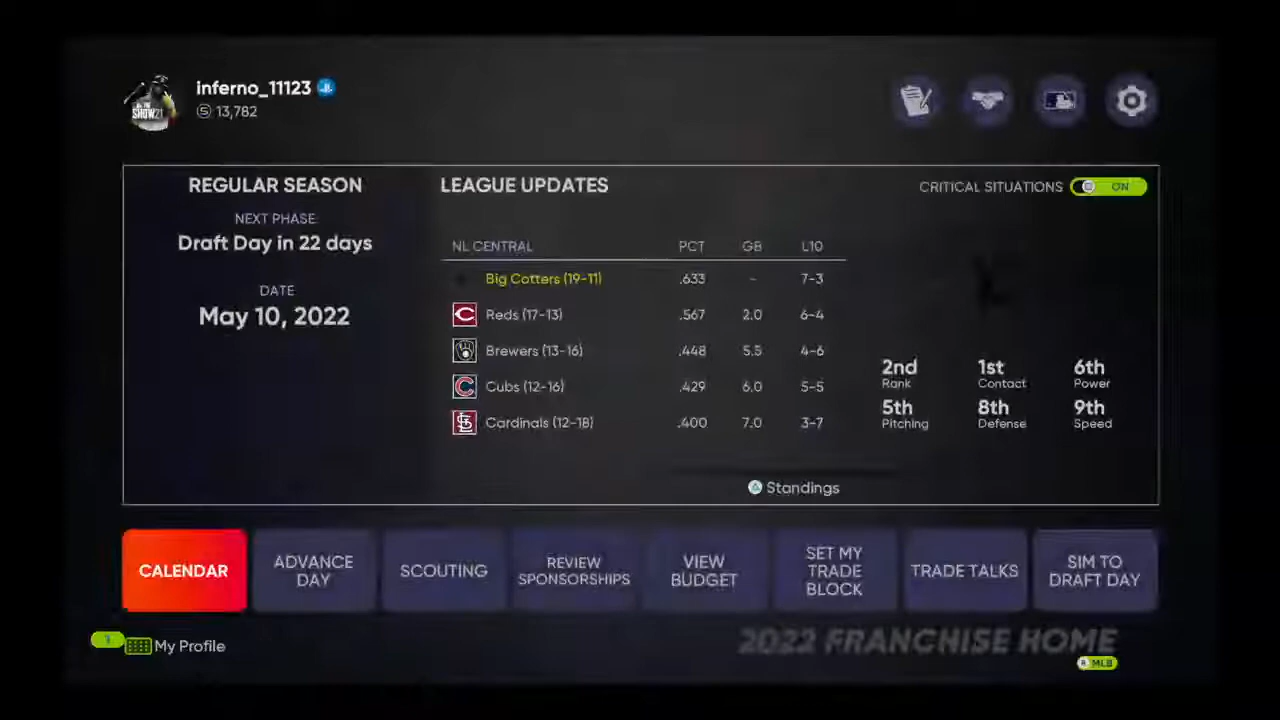 inferno_11123
13,782
REGULAR SEASON
NEXT PHASE
Draft Day in 22 days
DATE
May 10, 2022
LEAGUE UPDATES
CRITICAL SITUATIONS ON
NL CENTRAL PCT GB L10
Big Cotters (19-11) .633 - 7-3
Reds (17-13) .567 2.0 6-4
Brewers (13-16) .448 5.5 4-6
Cubs (12-16) .429 6.0 5-5
Cardinals (12-18) .400 7.0 3-7
2nd 1st 6th
Rank Contact Power
5th 8th 9th
Pitching Defense Speed
Standings
CALENDAR
ADVANCE
DAY
SCOUTING
REVIEW
SPONSORSHIPS
VIEW
BUDGET
SET MY
TRADE
BLOCK
TRADE TALKS
SIM TO
DRAFT DAY
My Profile
2022 FRANCHISE HOME
R MLB